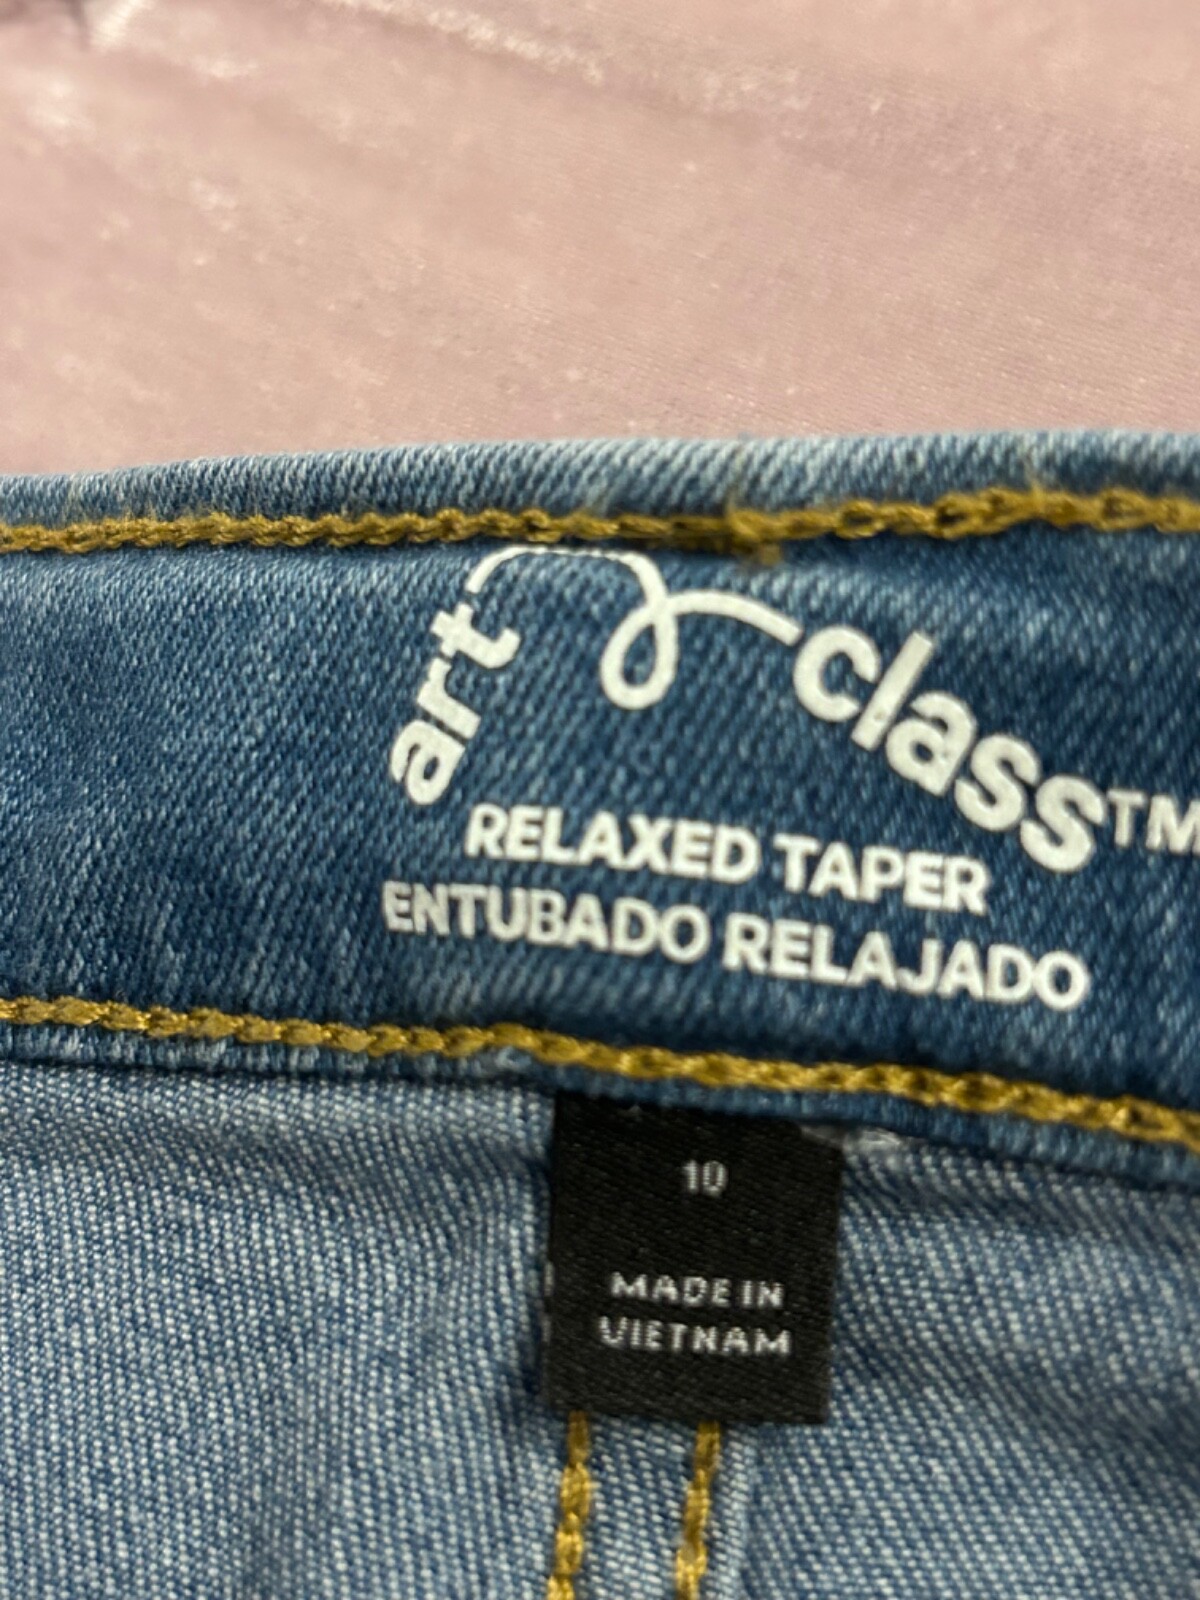 art class™
RELAXED TAPER
ENTUBADO RELAJADO
10
MADE IN
VIETNAM